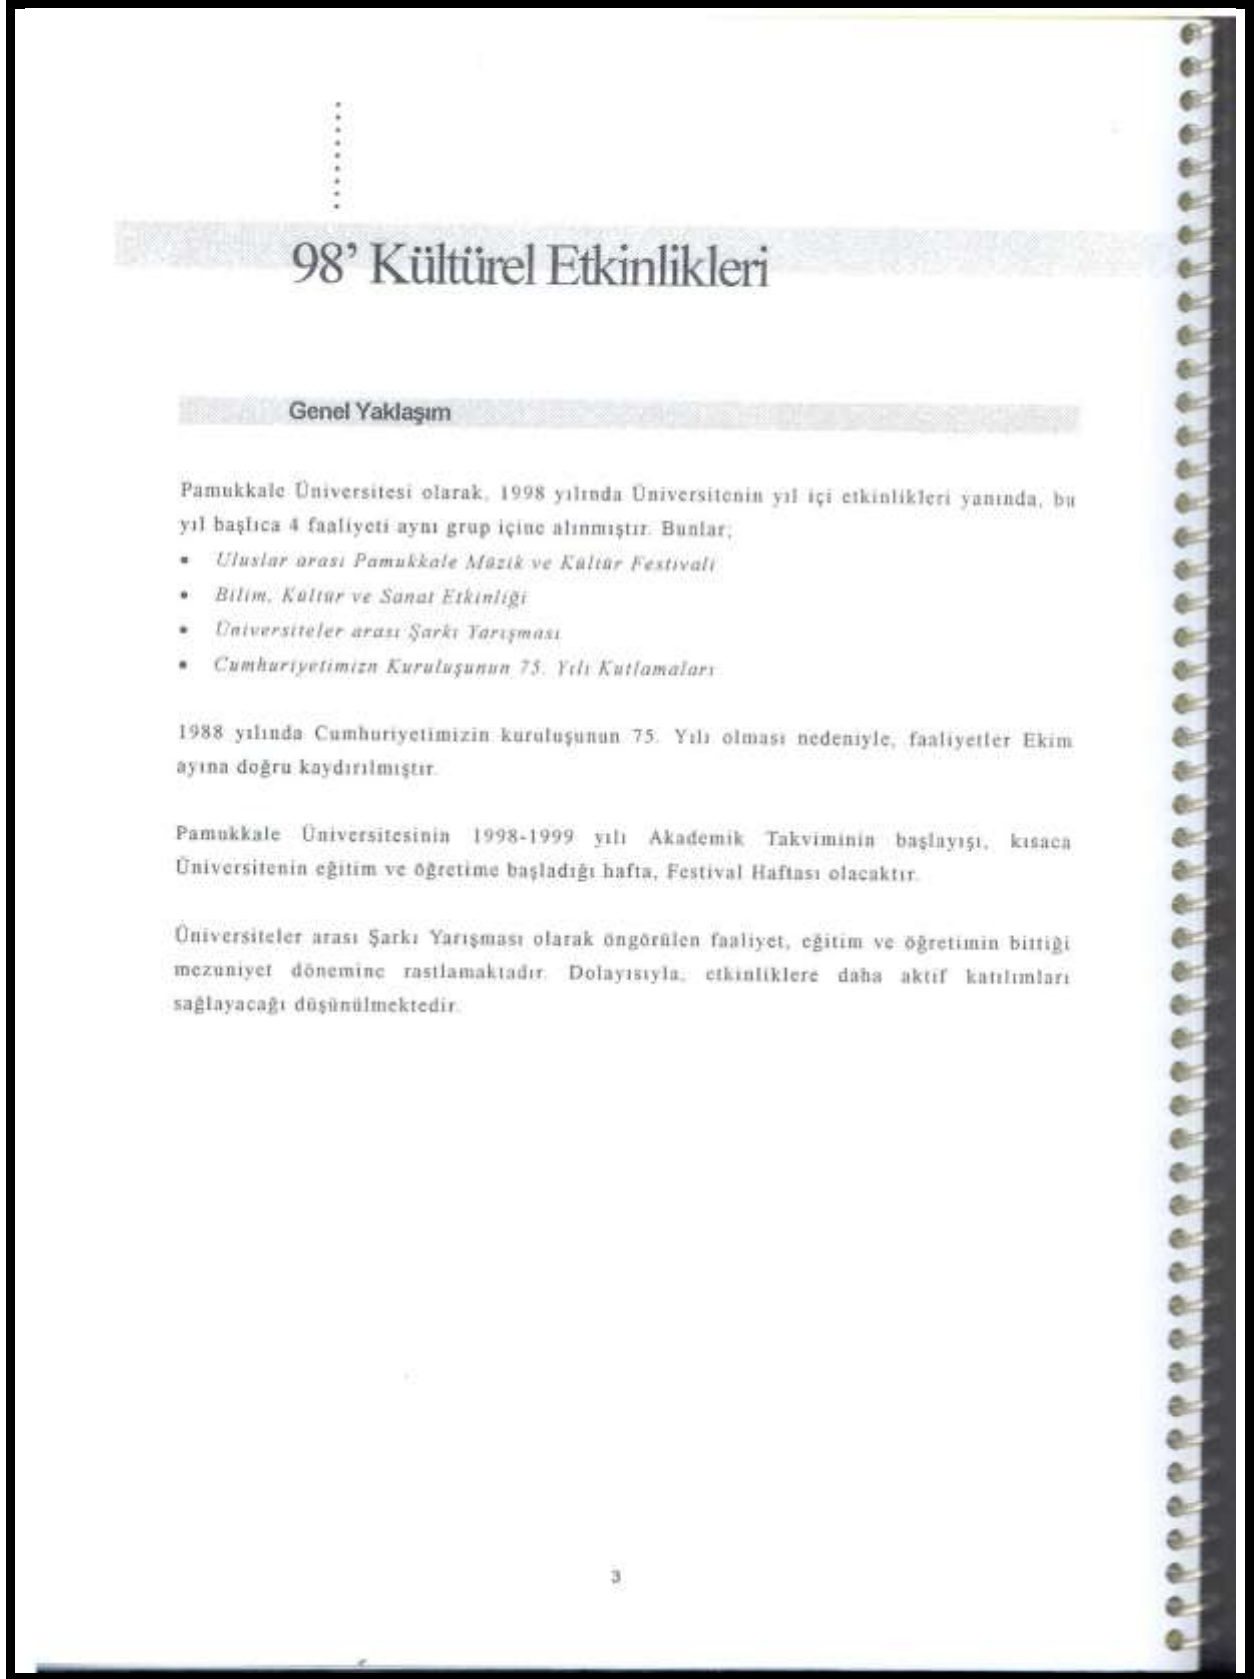 98’ Kültürel Etkinlikleri
Genel Yaklaşım
Pamukkale Üniversitesi olarak, 1998 yılında Üniversitenin yıl içi etkinlikleri yanında, bu
yıl başlıca 4 faaliyeti aynı grup içine alınmıştır. Bunlar;
• Uluslar arası Pamukkale Müzik ve Kültür Festivali
• Bilim, Kültür ve Sanat Etkinliği
• Üniversiteler arası Şarkı Yarışması
• Cumhuriyetimizn Kuruluşunun 75. Yılı Kutlamaları
1988 yılında Cumhuriyetimizin kuruluşunun 75. Yılı olması nedeniyle, faaliyetler Ekim
ayına doğru kaydırılmıştır.
Pamukkale Üniversitesinin 1998-1999 yılı Akademik Takviminin başlayışı, kısaca
Üniversitenin eğitim ve öğretime başladığı hafta, Festival Haftası olacaktır.
Üniversiteler arası Şarkı Yarışması olarak öngörülen faaliyet, eğitim ve öğretimin bittiği
mezuniyet dönemine rastlamaktadır. Dolayısıyla, etkinliklere daha aktif katılımları
sağlayacağı düşünülmektedir.
3